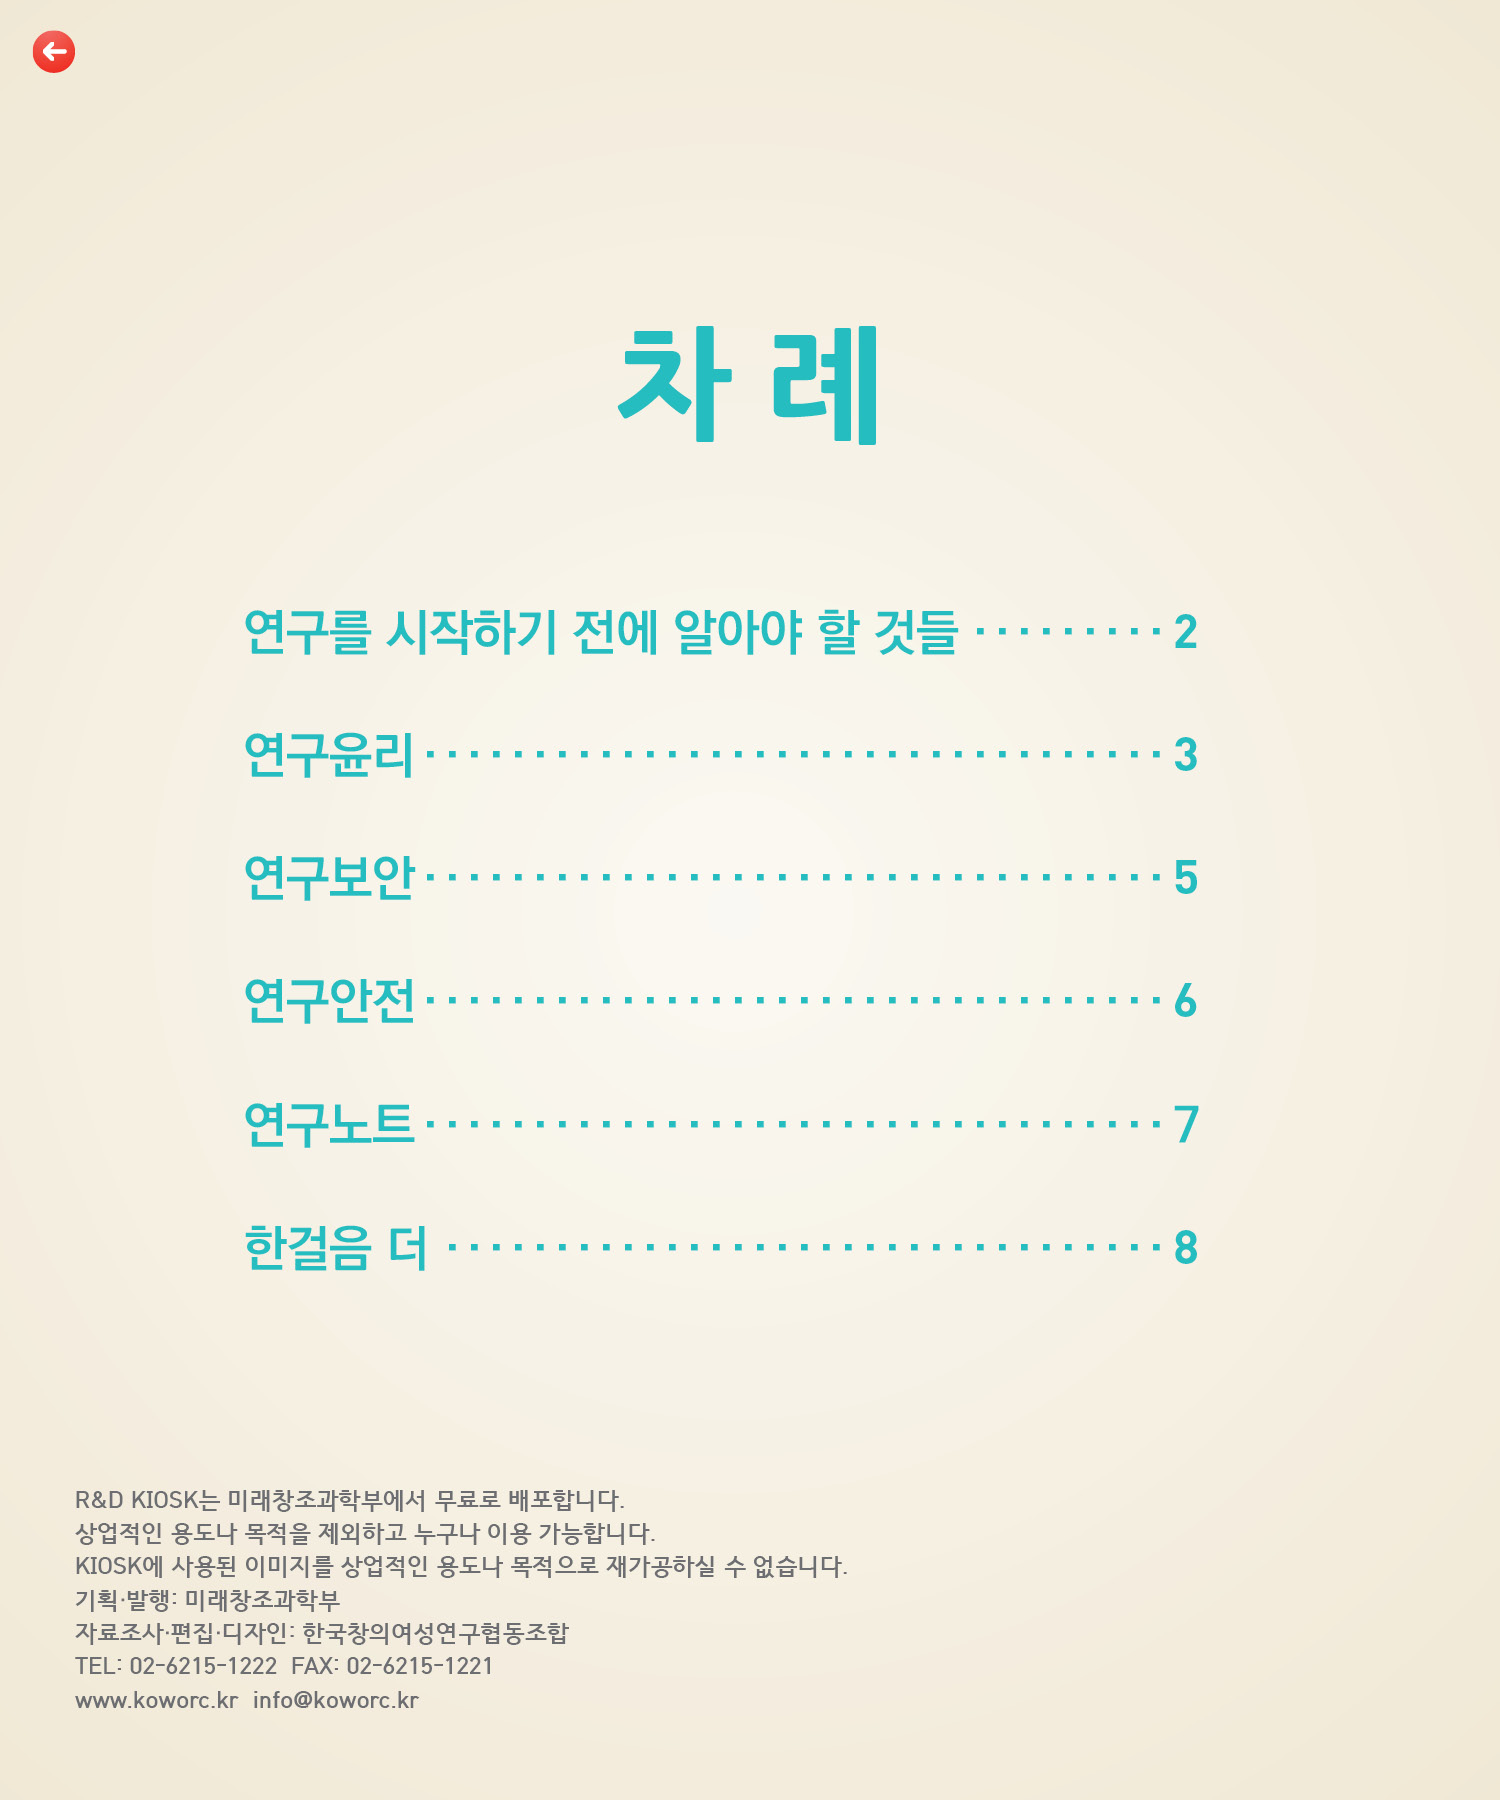 차 례
연구를 시작하기 전에 알아야 할 것들 ········· 2
연구윤리 ·································· 3
연구보안 ·································· 5
연구안전 ·································· 6
연구노트 ·································· 7
한걸음 더 ································· 8
R&D KIOSK는 미래창조과학부에서 무료로 배포합니다.
상업적인 용도나 목적을 제외하고 누구나 이용 가능합니다.
KIOSK에 사용된 이미지를 상업적인 용도나 목적으로 재가공하실 수 없습니다.
기획·발행: 미래창조과학부
자료조사·편집·디자인: 한국창의여성연구협동조합
TEL: 02-6215-1222 FAX: 02-6215-1221
www.koworc.kr info@koworc.kr